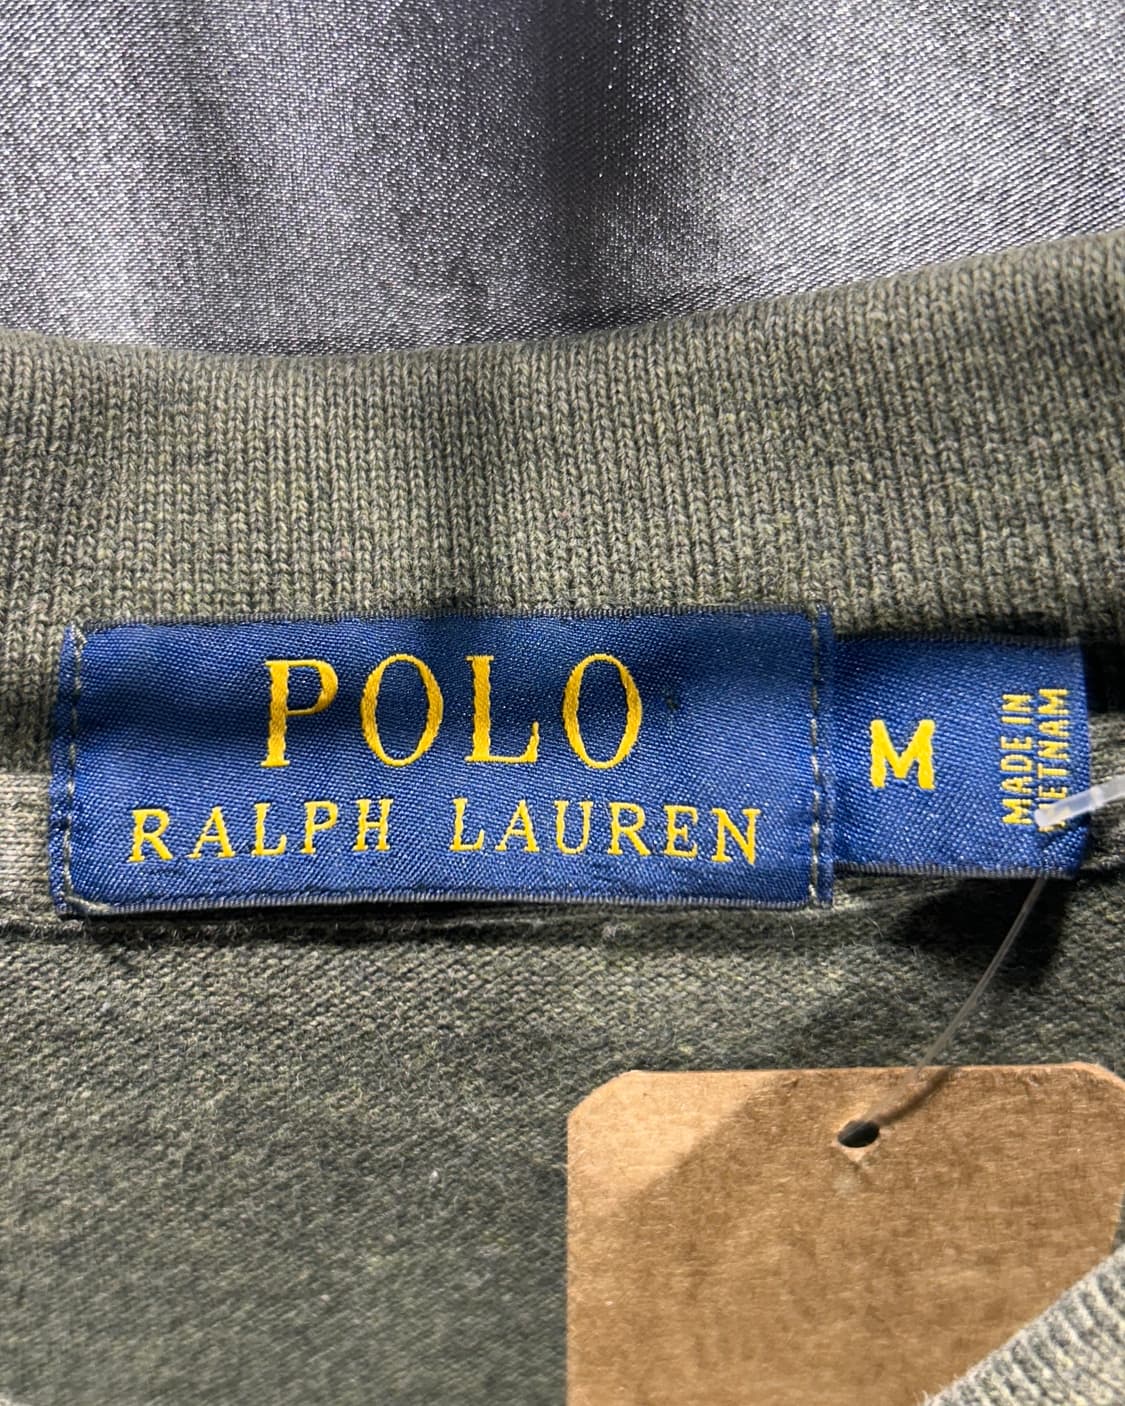 POLO
RALPH LAUREN
M
MADE IN
VIETNAM